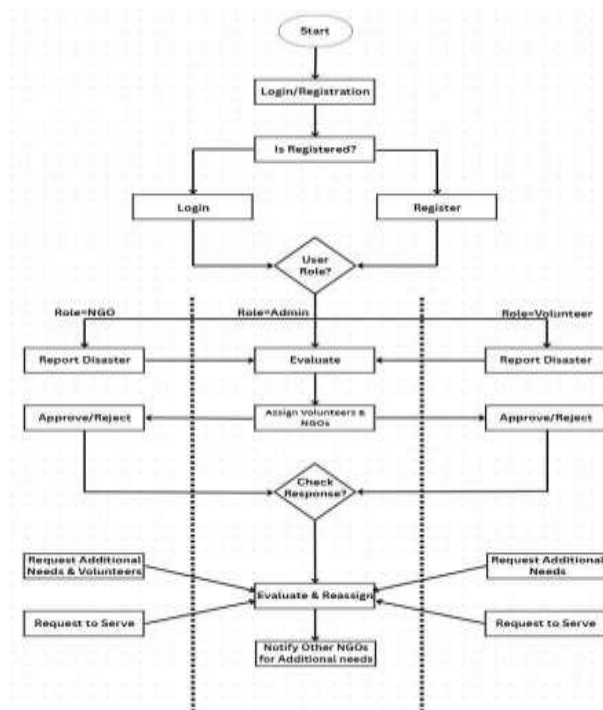 Start
Login/Registration
Is Registered?
Login
Register
User
Role?
Role=NGO
Role=Admin
Role=Volunteer
Report Disaster
Evaluate
Report Disaster
Approve/Reject
Assign Volunteers &
NGOs
Approve/Reject
Check
Response?
Request Additional
Needs & Volunteers
Request Additional
Needs
Evaluate & Reassign
Request to Serve
Request to Serve
Notify Other NGOs
for Additional needs